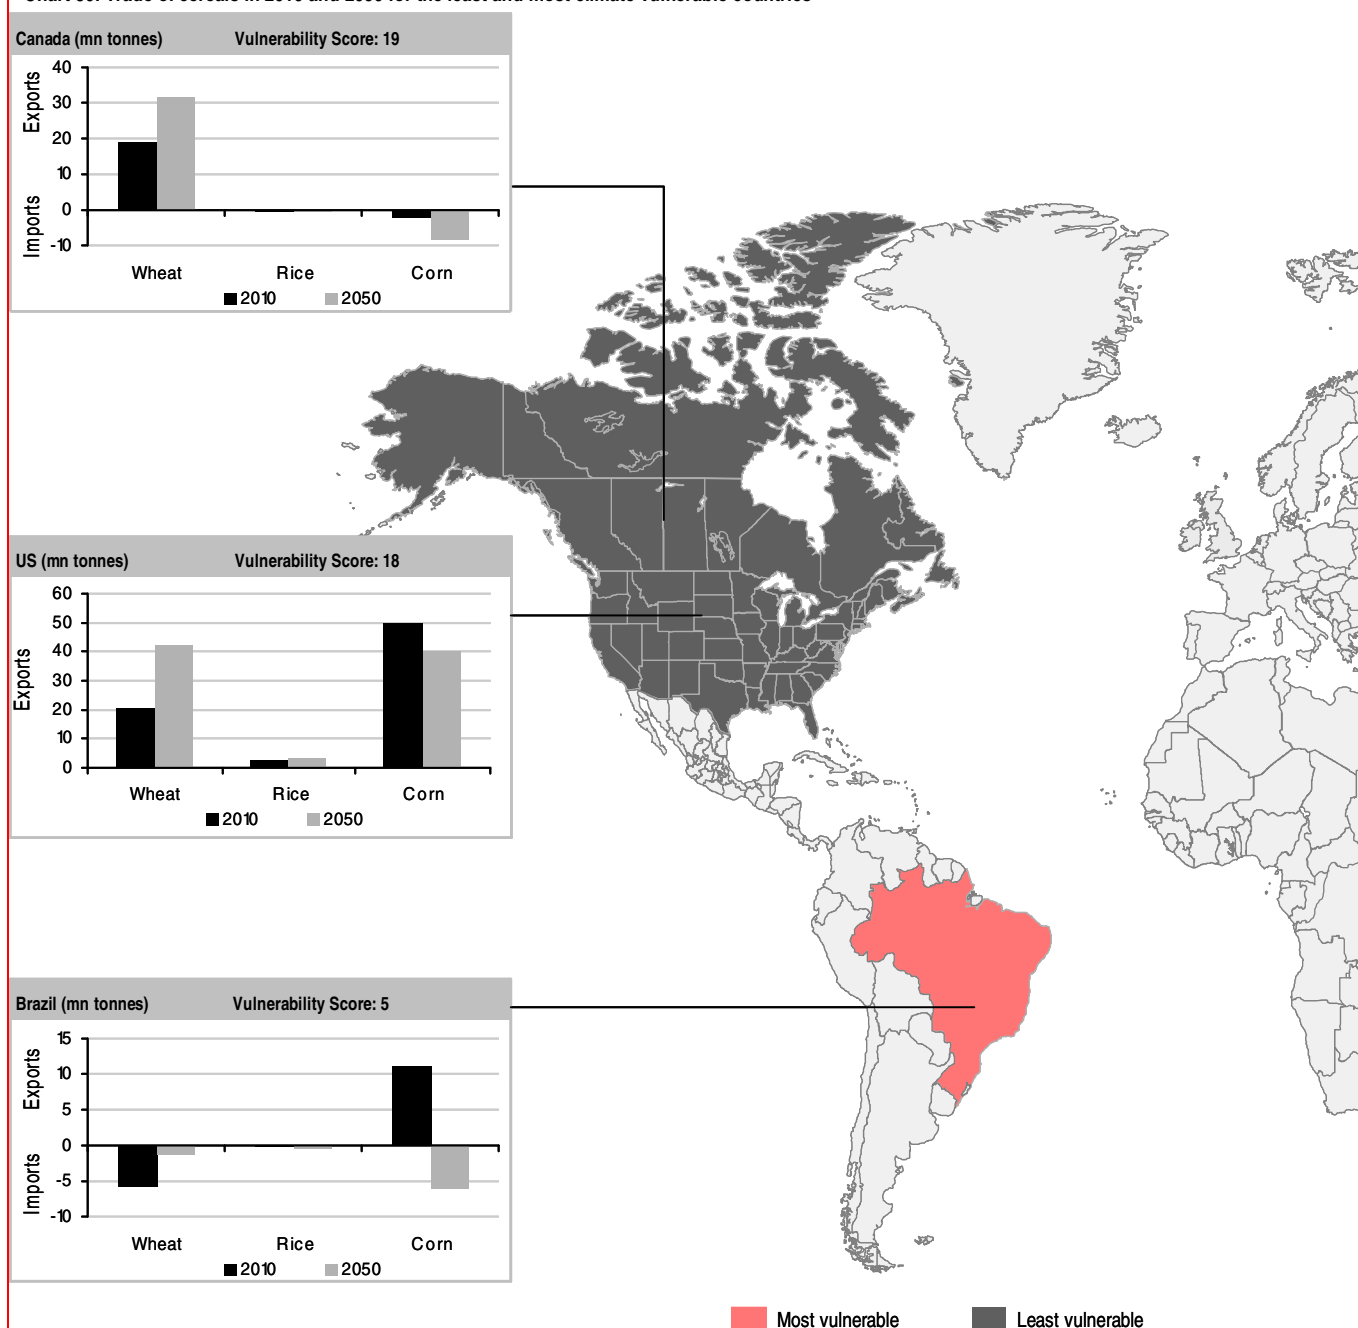 Canada (mn tonnes) Vulnerability Score: 19
Exports
Imports
40
30
20
10
0
-10
Wheat Rice Corn
2010 2050
US (mn tonnes) Vulnerability Score: 18
Exports
60
50
40
30
20
10
0
Wheat Rice Corn
2010 2050
Brazil (mn tonnes) Vulnerability Score: 5
Exports
Imports
15
10
5
0
-5
-10
Wheat Rice Corn
2010 2050
Most vulnerable Least vulnerable